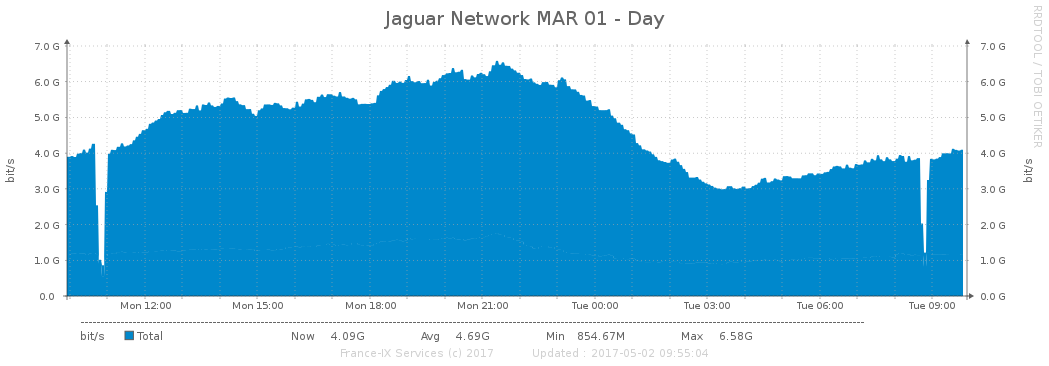 Jaguar Network MAR 01 - Day
RRDTOOL / TOBI OETIKER
7.0 G 7.0 G
6.0 G 6.0 G
5.0 G 5.0 G
4.0 G 4.0 G
bit/s bit/s
3.0 G 3.0 G
2.0 G 2.0 G
1.0 G 1.0 G
0.0 0.0 G
Mon 12:00 Mon 15:00 Mon 18:00 Mon 21:00 Tue 00:00 Tue 03:00 Tue 06:00 Tue 09:00
bit/s Total Now 4.09G Avg 4.69G Min 854.67M Max 6.58G
France-IX Services (c) 2017 Updated : 2017-05-02 09:55:04